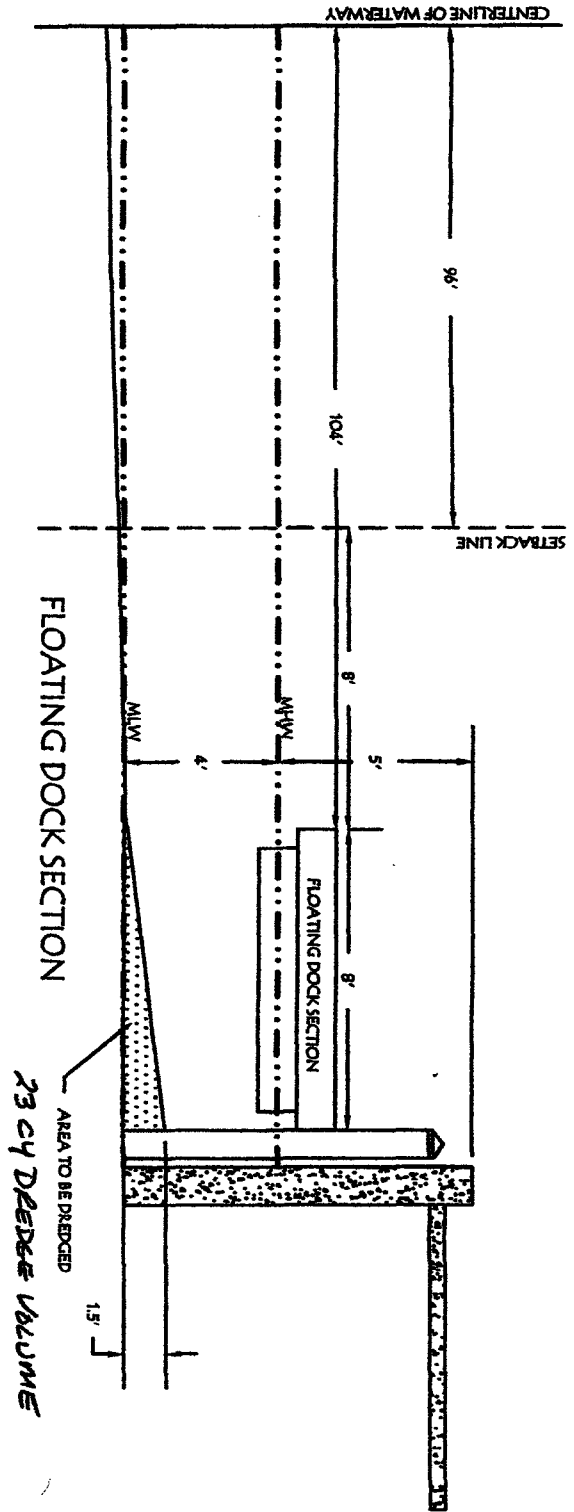 CENTERLINE OF WATERWAY
96'
104'
SETBACK LINE
8'
5'
MHW
4'
MLW
8'
FLOATING DOCK SECTION
AREA TO BE DREDGED
1.5'
FLOATING DOCK SECTION
23 CY DREDGE VOLUME